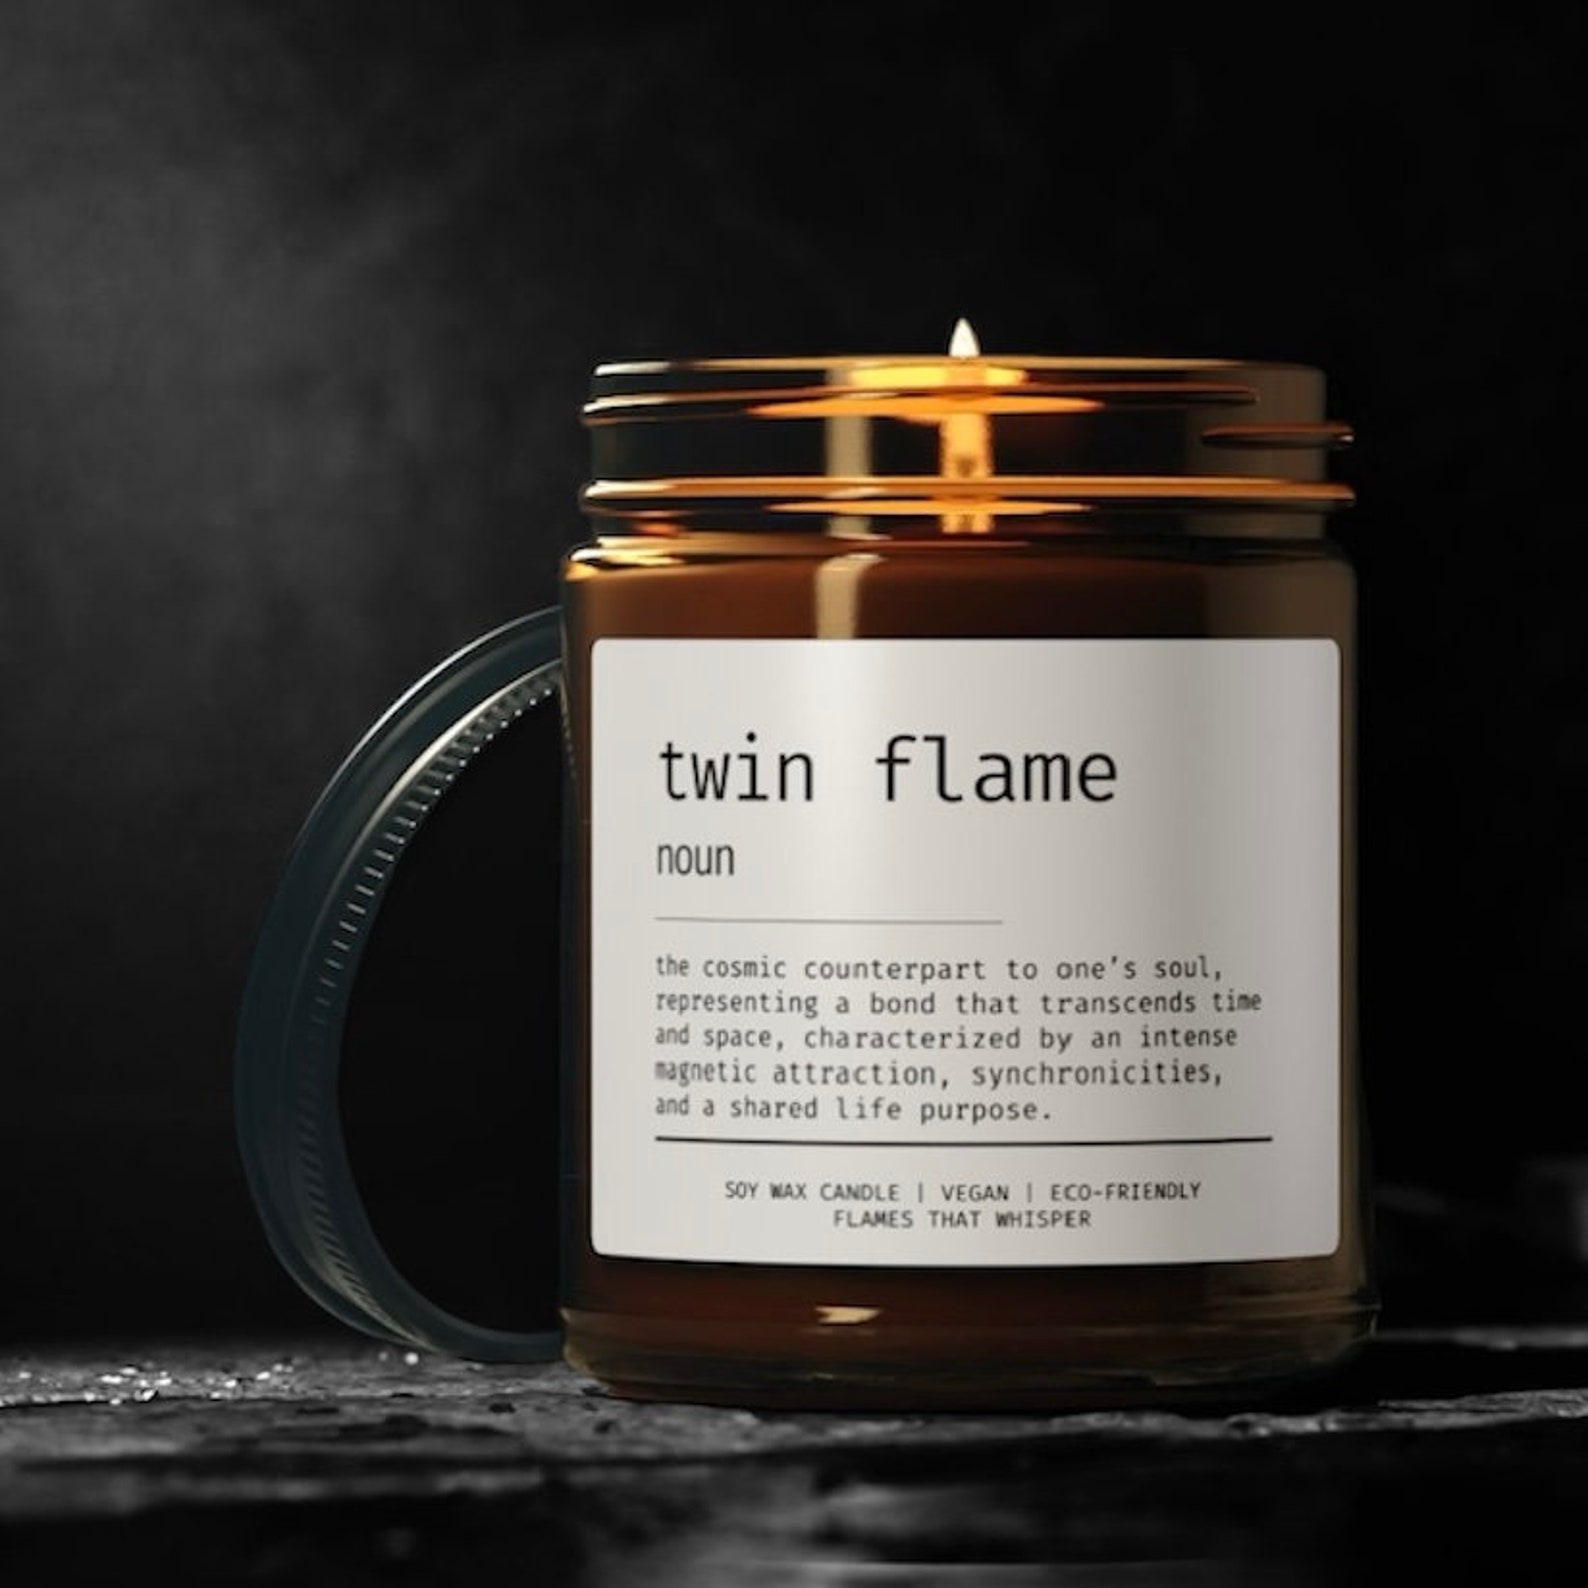 twin flame
noun
the cosmic counterpart to one's soul,
representing a bond that transcends time
and space, characterized by an intense
magnetic attraction, synchronicities,
and a shared life purpose.
SOY WAX CANDLE | VEGAN | ECO-FRIENDLY
FLAMES THAT WHISPER